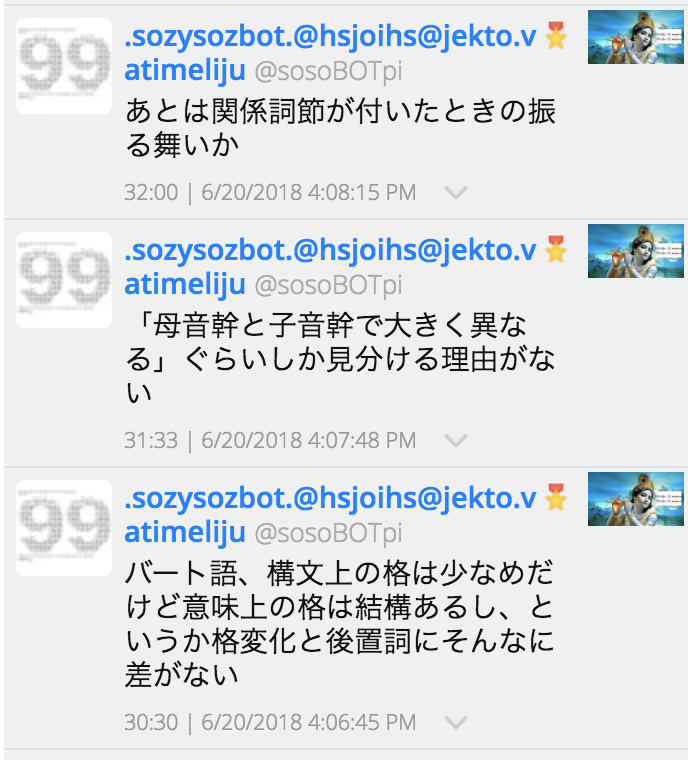 .sozysozbot.@hsjoihs@jekto.v
atimeliju @sosoBOTpi
あとは関係詞節が付いたときの振
る舞いか
32:00 | 6/20/2018 4:08:15 PM
.sozysozbot.@hsjoihs@jekto.v
atimeliju @sosoBOTpi
「母音幹と子音幹で大きく異な
る」ぐらいしか見分ける理由がな
い
31:33 | 6/20/2018 4:07:48 PM
.sozysozbot.@hsjoihs@jekto.v
atimeliju @sosoBOTpi
バート語、構文上の格は少なめだ
けど意味上の格は結構あるし、と
いうか格変化と後置詞にそんなに
差がない
30:30 | 6/20/2018 4:06:45 PM